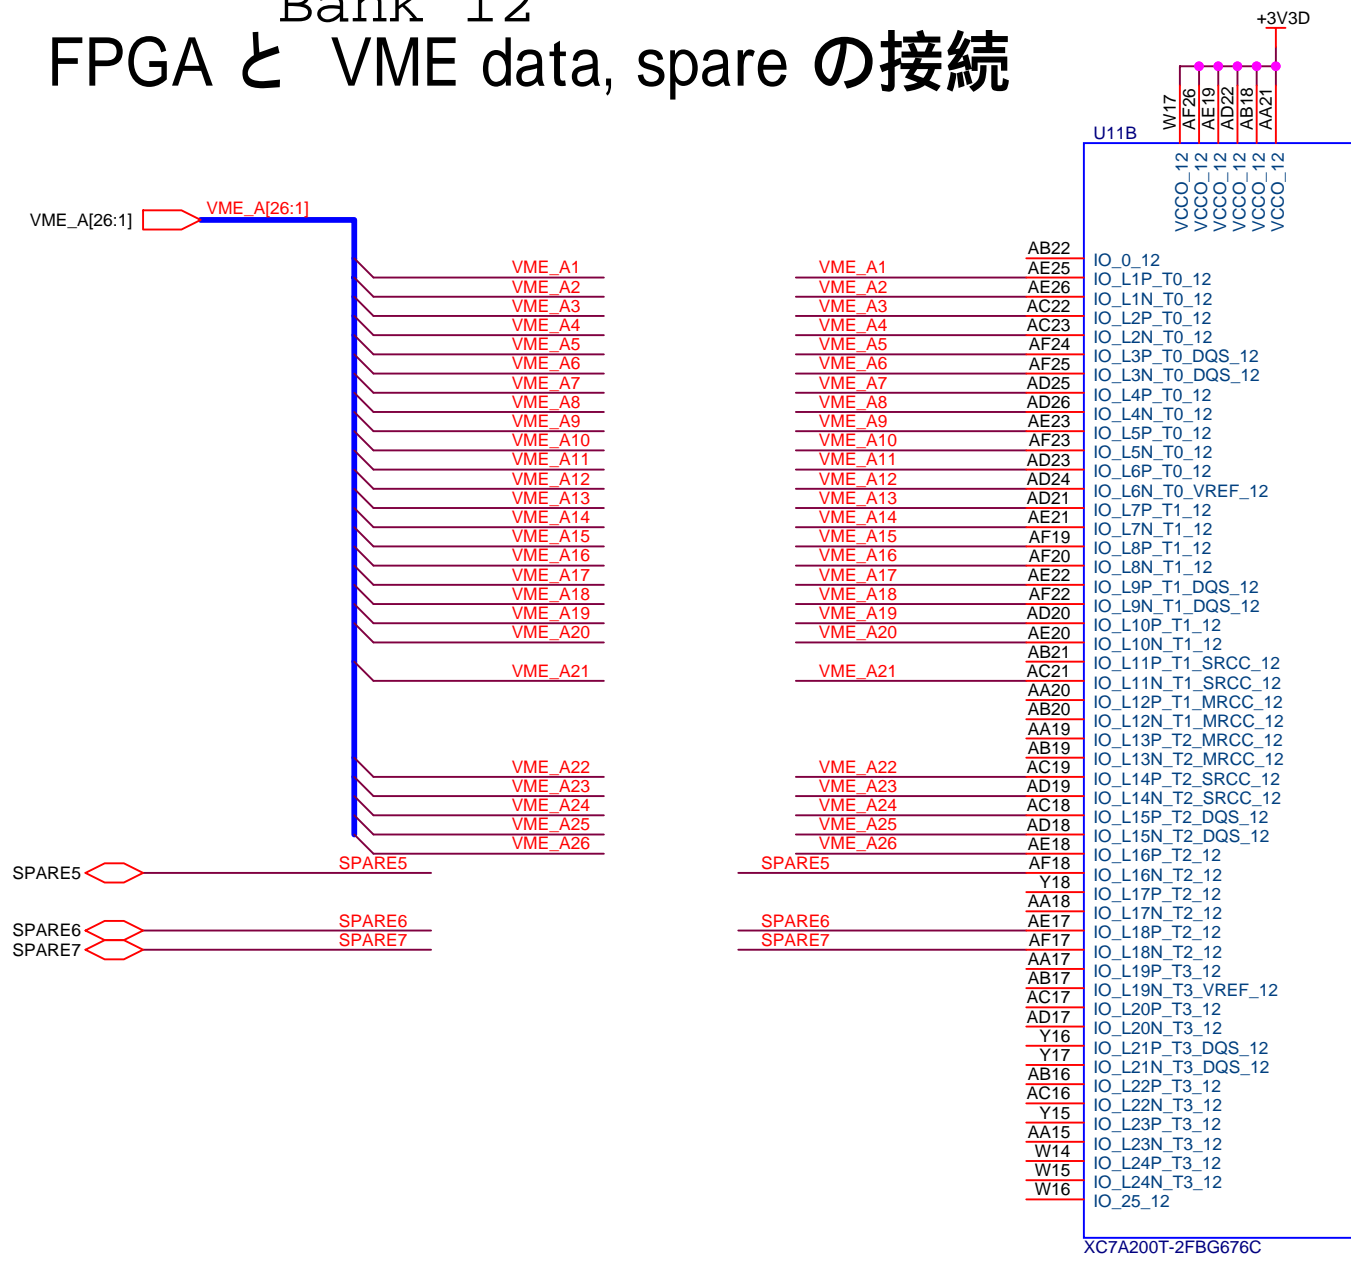 Bank 12
FPGA と VME data, spare の接続
+3V3D
W17
AF26
AE19
AD22
AB18
AA21
U11B
VCCO_12
VCCO_12
VCCO_12
VCCO_12
VCCO_12
VCCO_12
VME_A[26:1]
VME_A[26:1]
AB22 IO_0_12
VME_A1 VME_A1 AE25 IO_L1P_T0_12
VME_A2 VME_A2 AE26 IO_L1N_T0_12
VME_A3 VME_A3 AC22 IO_L2P_T0_12
VME_A4 VME_A4 AC23 IO_L2N_T0_12
VME_A5 VME_A5 AF24 IO_L3P_T0_DQS_12
VME_A6 VME_A6 AF25 IO_L3N_T0_DQS_12
VME_A7 VME_A7 AD25 IO_L4P_T0_12
VME_A8 VME_A8 AD26 IO_L4N_T0_12
VME_A9 VME_A9 AE23 IO_L5P_T0_12
VME_A10 VME_A10 AF23 IO_L5N_T0_12
VME_A11 VME_A11 AD23 IO_L6P_T0_12
VME_A12 VME_A12 AD24 IO_L6N_T0_VREF_12
VME_A13 VME_A13 AD21 IO_L7P_T1_12
VME_A14 VME_A14 AE21 IO_L7N_T1_12
VME_A15 VME_A15 AF19 IO_L8P_T1_12
VME_A16 VME_A16 AF20 IO_L8N_T1_12
VME_A17 VME_A17 AE22 IO_L9P_T1_DQS_12
VME_A18 VME_A18 AF22 IO_L9N_T1_DQS_12
VME_A19 VME_A19 AD20 IO_L10P_T1_12
VME_A20 VME_A20 AE20 IO_L10N_T1_12
AB21 IO_L11P_T1_SRCC_12
VME_A21 VME_A21 AC21 IO_L11N_T1_SRCC_12
AA20 IO_L12P_T1_MRCC_12
AB20 IO_L12N_T1_MRCC_12
AA19 IO_L13P_T2_MRCC_12
AB19 IO_L13N_T2_MRCC_12
VME_A22 VME_A22 AC19 IO_L14P_T2_SRCC_12
VME_A23 VME_A23 AD19 IO_L14N_T2_SRCC_12
VME_A24 VME_A24 AC18 IO_L15P_T2_DQS_12
VME_A25 VME_A25 AD18 IO_L15N_T2_DQS_12
VME_A26 VME_A26 AE18 IO_L16P_T2_12
SPARE5 SPARE5 SPARE5 AF18 IO_L16N_T2_12
Y18 IO_L17P_T2_12
AA18 IO_L17N_T2_12
SPARE6 SPARE6 SPARE6 AE17 IO_L18P_T2_12
SPARE7 SPARE7 SPARE7 AF17 IO_L18N_T2_12
AA17 IO_L19P_T3_12
AB17 IO_L19N_T3_VREF_12
AC17 IO_L20P_T3_12
AD17 IO_L20N_T3_12
Y16 IO_L21P_T3_DQS_12
Y17 IO_L21N_T3_DQS_12
AB16 IO_L22P_T3_12
AC16 IO_L22N_T3_12
Y15 IO_L23P_T3_12
AA15 IO_L23N_T3_12
W14 IO_L24P_T3_12
W15 IO_L24N_T3_12
W16 IO_25_12
XC7A200T-2FBG676C